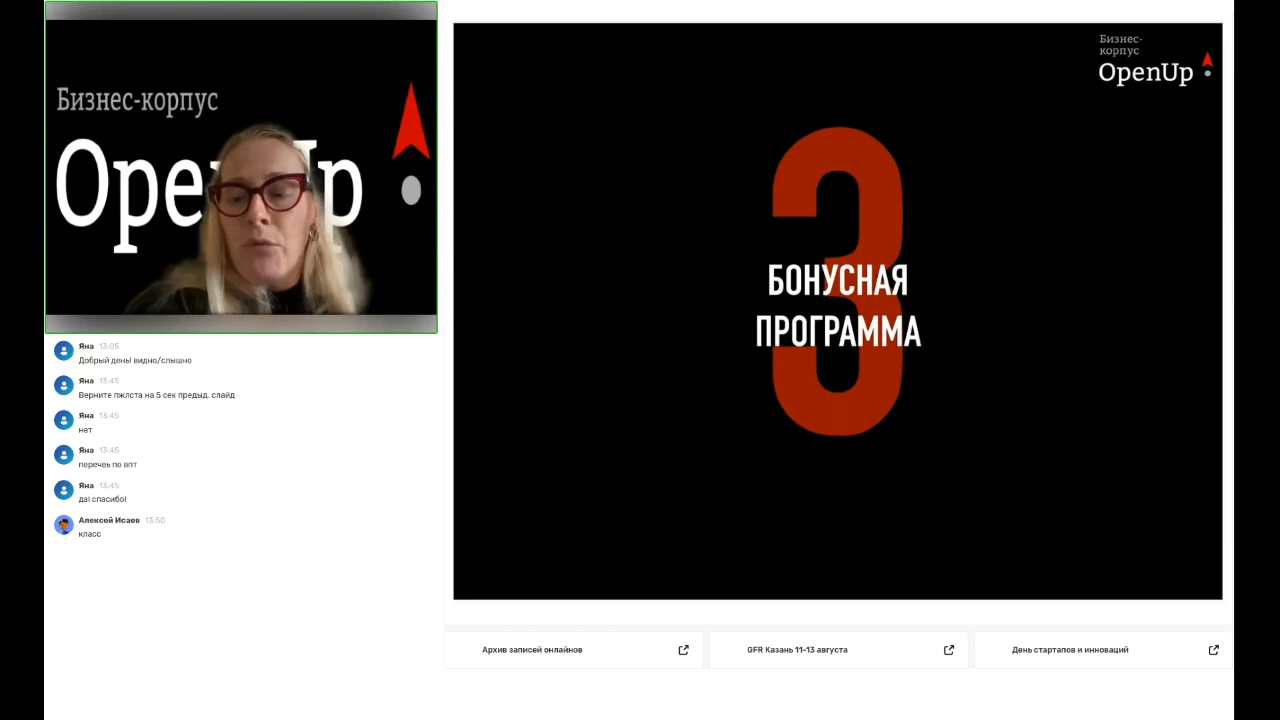 Бизнес-корпус
OpenUp
Яна 13:05
Добрый день! видно/слышно
Яна 13:45
Верните пжлста на 5 сек предыд. слайд
Яна 13:45
нет
Яна 13:45
перечеь по впт
Яна 13:45
да! спасибо!
Алексей Исаев 13:50
класс
Бизнес-
корпус
OpenUp
3
БОНУСНАЯ
ПРОГРАММА
Архив записей онлайнов
GFR Казань 11-13 августа
День стартапов и инноваций